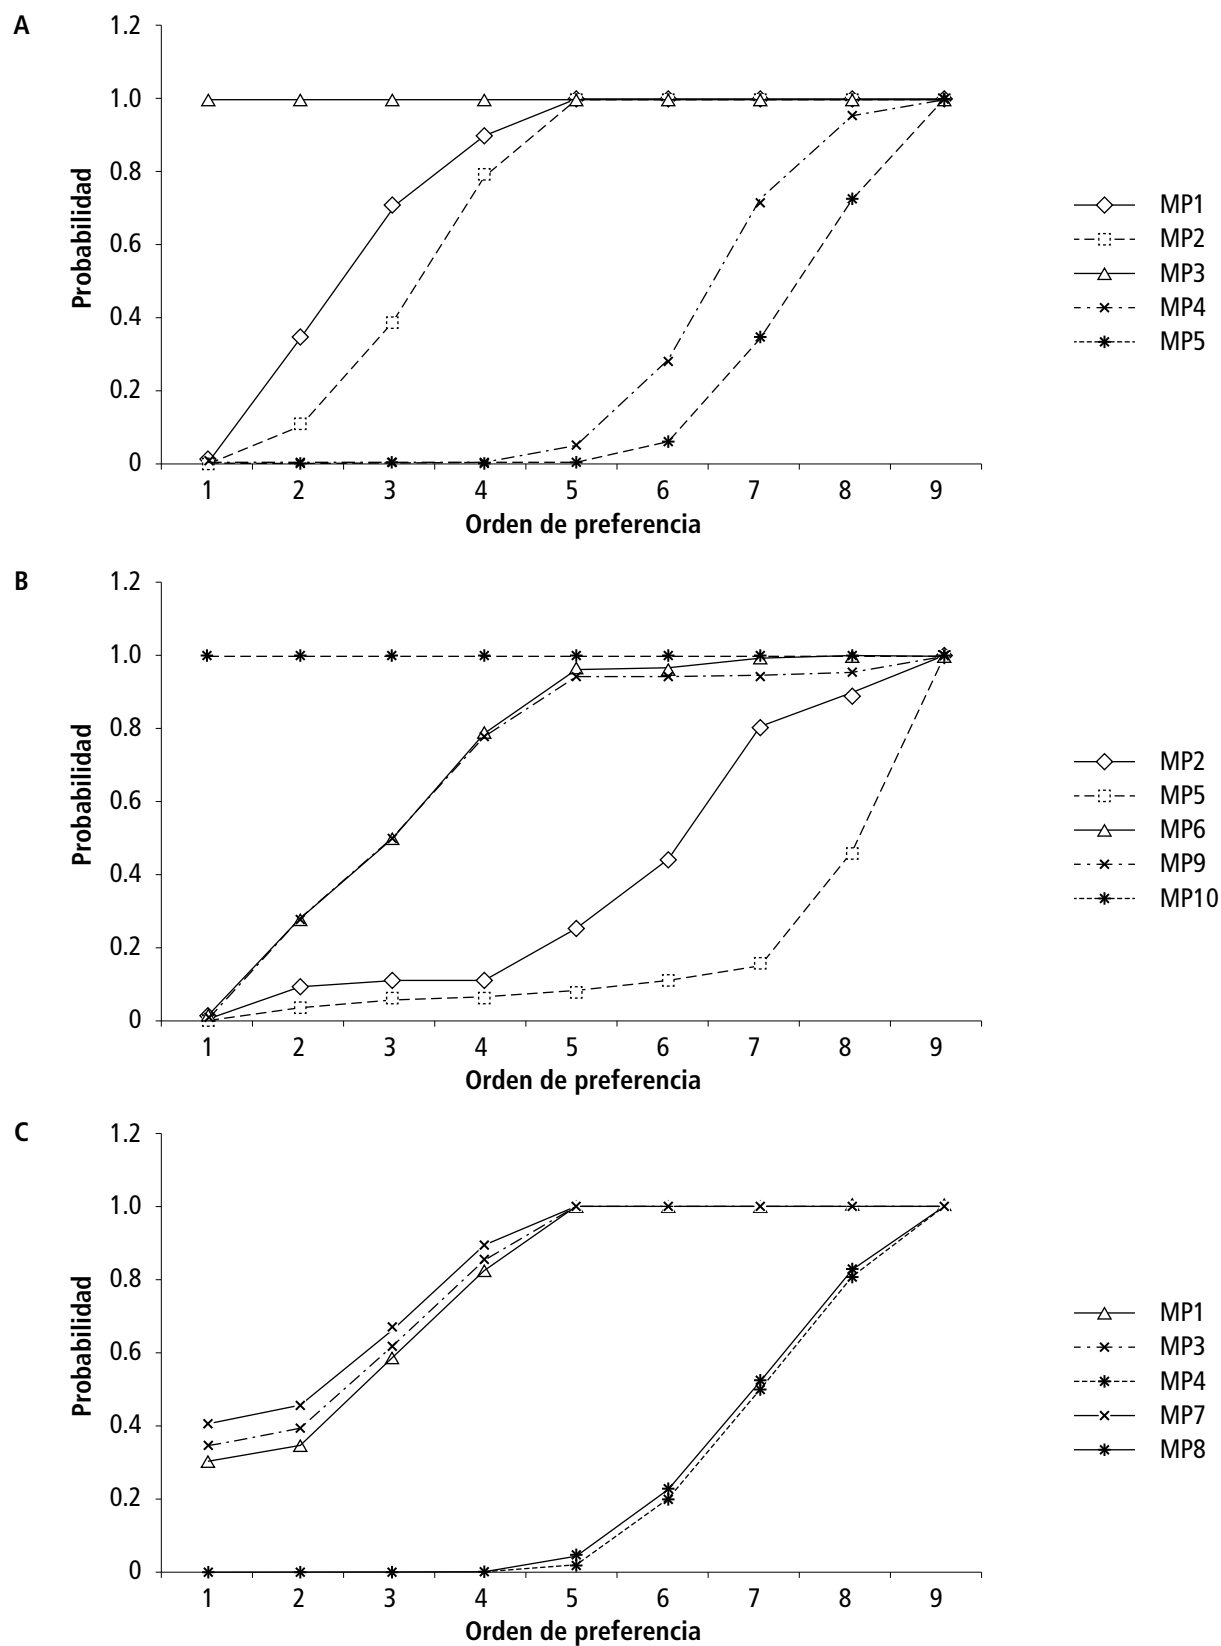 A
1.2
1.0
0.8
0.6
0.4
0.2
0
Probabilidad
1 2 3 4 5 6 7 8 9
Orden de preferencia
MP1
MP2
MP3
MP4
MP5
B
1.2
1.0
0.8
0.6
0.4
0.2
0
Probabilidad
1 2 3 4 5 6 7 8 9
Orden de preferencia
MP2
MP5
MP6
MP9
MP10
C
1.2
1.0
0.8
0.6
0.4
0.2
0
Probabilidad
1 2 3 4 5 6 7 8 9
Orden de preferencia
MP1
MP3
MP4
MP7
MP8